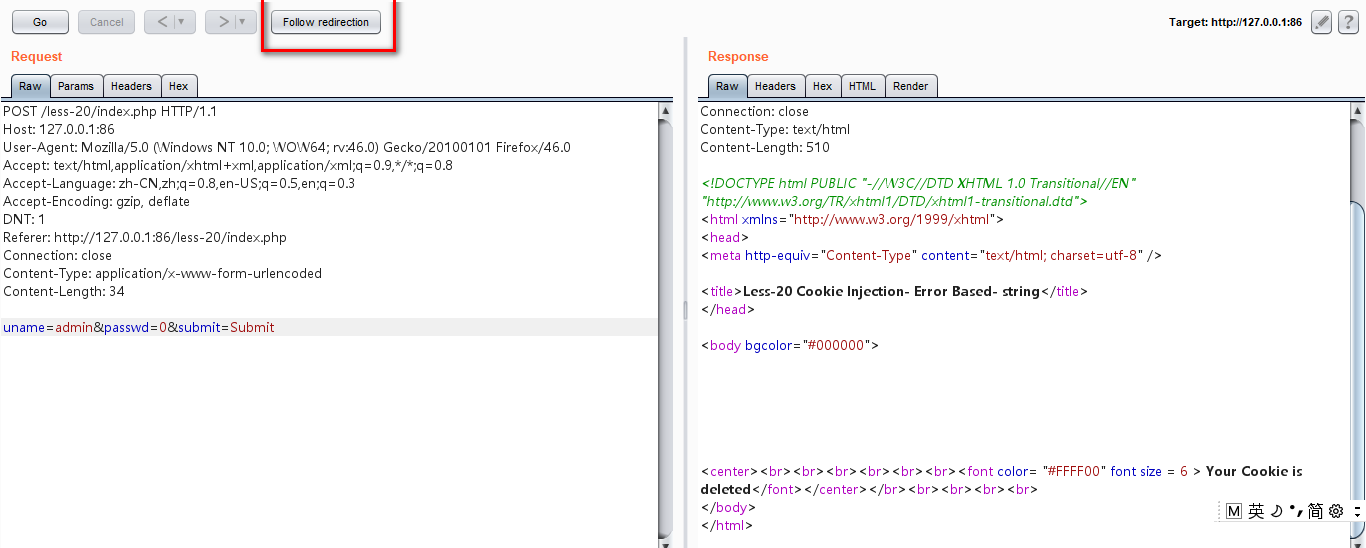 Go Cancel < > Follow redirection Target: http://127.0.0.1:86 ?
Request
Raw Params Headers Hex
POST /less-20/index.php HTTP/1.1
Host: 127.0.0.1:86
User-Agent: Mozilla/5.0 (Windows NT 10.0; WOW64; rv:46.0) Gecko/20100101 Firefox/46.0
Accept: text/html,application/xhtml+xml,application/xml;q=0.9,*/*;q=0.8
Accept-Language: zh-CN,zh;q=0.8,en-US;q=0.5,en;q=0.3
Accept-Encoding: gzip, deflate
DNT: 1
Referer: http://127.0.0.1:86/less-20/index.php
Connection: close
Content-Type: application/x-www-form-urlencoded
Content-Length: 34
uname=admin&passwd=0&submit=Submit
Response
Raw Headers Hex HTML Render
Connection: close
Content-Type: text/html
Content-Length: 510
<!DOCTYPE html PUBLIC "-//W3C//DTD XHTML 1.0 Transitional//EN"
"http://www.w3.org/TR/xhtml1/DTD/xhtml1-transitional.dtd">
<html xmlns="http://www.w3.org/1999/xhtml">
<head>
<meta http-equiv="Content-Type" content="text/html; charset=utf-8" />
<title>Less-20 Cookie Injection- Error Based- string</title>
</head>
<body bgcolor="#000000">
<center><br><br><br><br><br><br><font color= "#FFFF00" font size = 6 > Your Cookie is
deleted</font></center></br><br><br><br><br>
</body>
</html>
M 英 简